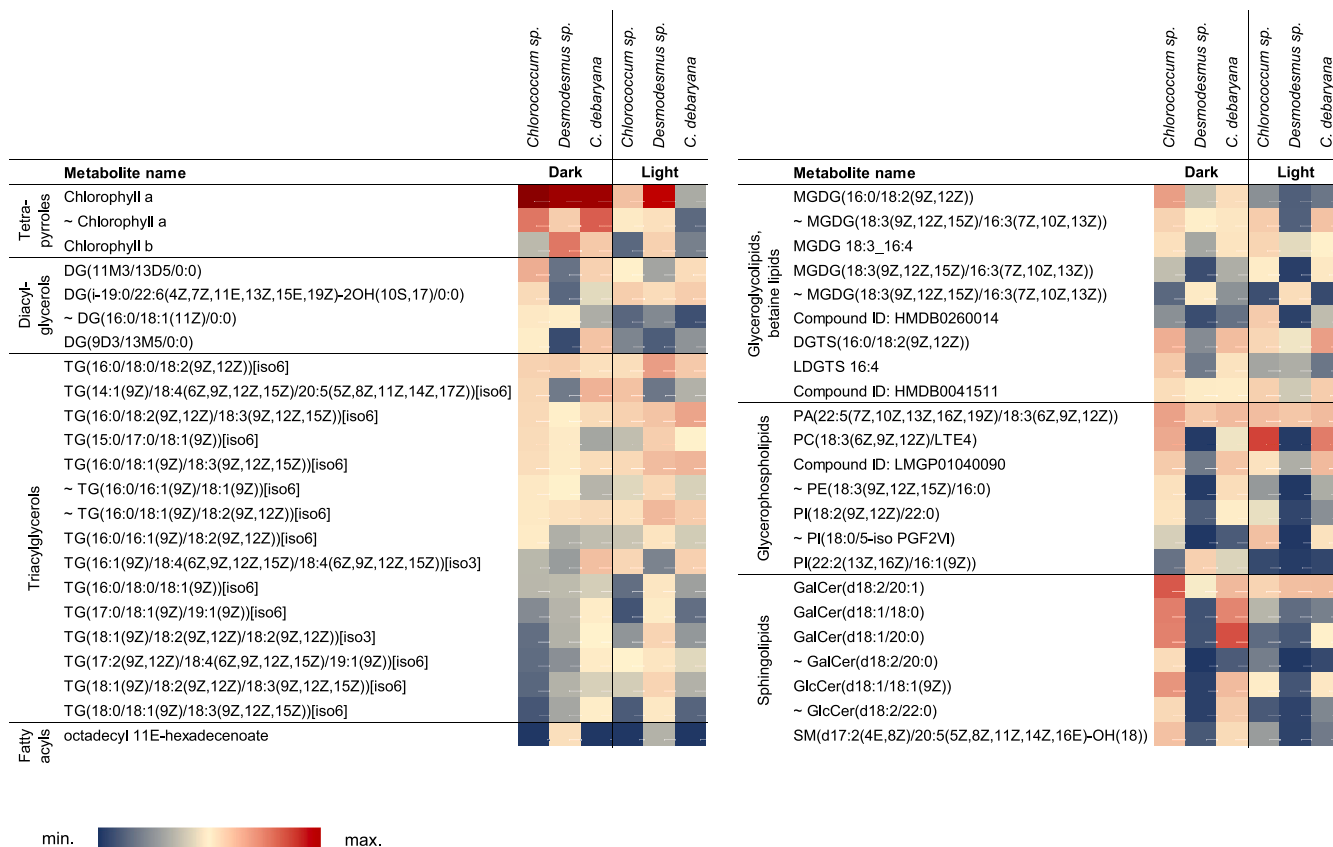 Chlorococcum sp.
Desmodesmus sp.
C. debaryana
Chlorococcum sp.
Desmodesmus sp.
C. debaryana
Metabolite name Dark Light
Tetra-
pyrroles
Chlorophyll a
~ Chlorophyll a
Chlorophyll b
Diacyl-
glycerols
DG(11M3/13D5/0:0)
DG(i-19:0/22:6(4Z,7Z,11E,13Z,15E,19Z)-2OH(10S,17)/0:0)
~ DG(16:0/18:1(11Z)/0:0)
DG(9D3/13M5/0:0)
Triacylglycerols
TG(16:0/18:0/18:2(9Z,12Z))[iso6]
TG(14:1(9Z)/18:4(6Z,9Z,12Z,15Z)/20:5(5Z,8Z,11Z,14Z,17Z))[iso6]
TG(16:0/18:2(9Z,12Z)/18:3(9Z,12Z,15Z))[iso6]
TG(15:0/17:0/18:1(9Z))[iso6]
TG(16:0/18:1(9Z)/18:3(9Z,12Z,15Z))[iso6]
~ TG(16:0/16:1(9Z)/18:1(9Z))[iso6]
~ TG(16:0/18:1(9Z)/18:2(9Z,12Z))[iso6]
TG(16:0/16:1(9Z)/18:2(9Z,12Z))[iso6]
TG(16:1(9Z)/18:4(6Z,9Z,12Z,15Z)/18:4(6Z,9Z,12Z,15Z))[iso3]
TG(16:0/18:0/18:1(9Z))[iso6]
TG(17:0/18:1(9Z)/19:1(9Z))[iso6]
TG(18:1(9Z)/18:2(9Z,12Z)/18:2(9Z,12Z))[iso3]
TG(17:2(9Z,12Z)/18:4(6Z,9Z,12Z,15Z)/19:1(9Z))[iso6]
TG(18:1(9Z)/18:2(9Z,12Z)/18:3(9Z,12Z,15Z))[iso6]
TG(18:0/18:1(9Z)/18:3(9Z,12Z,15Z))[iso6]
Fatty
acyls
octadecyl 11E-hexadecenoate
min. max.
Chlorococcum sp.
Desmodesmus sp.
C. debaryana
Chlorococcum sp.
Desmodesmus sp.
C. debaryana
Metabolite name Dark Light
Glyceroglycolipids,
betaine lipids
MGDG(16:0/18:2(9Z,12Z))
~ MGDG(18:3(9Z,12Z,15Z)/16:3(7Z,10Z,13Z))
MGDG 18:3_16:4
MGDG(18:3(9Z,12Z,15Z)/16:3(7Z,10Z,13Z))
~ MGDG(18:3(9Z,12Z,15Z)/16:3(7Z,10Z,13Z))
Compound ID: HMDB0260014
DGTS(16:0/18:2(9Z,12Z))
LDGTS 16:4
Compound ID: HMDB0041511
Glycerophospholipids
PA(22:5(7Z,10Z,13Z,16Z,19Z)/18:3(6Z,9Z,12Z))
PC(18:3(6Z,9Z,12Z)/LTE4)
Compound ID: LMGP01040090
~ PE(18:3(9Z,12Z,15Z)/16:0)
PI(18:2(9Z,12Z)/22:0)
~ PI(18:0/5-iso PGF2VI)
PI(22:2(13Z,16Z)/16:1(9Z))
Sphingolipids
GalCer(d18:2/20:1)
GalCer(d18:1/18:0)
GalCer(d18:1/20:0)
~ GalCer(d18:2/20:0)
GlcCer(d18:1/18:1(9Z))
~ GlcCer(d18:2/22:0)
SM(d17:2(4E,8Z)/20:5(5Z,8Z,11Z,14Z,16E)-OH(18))